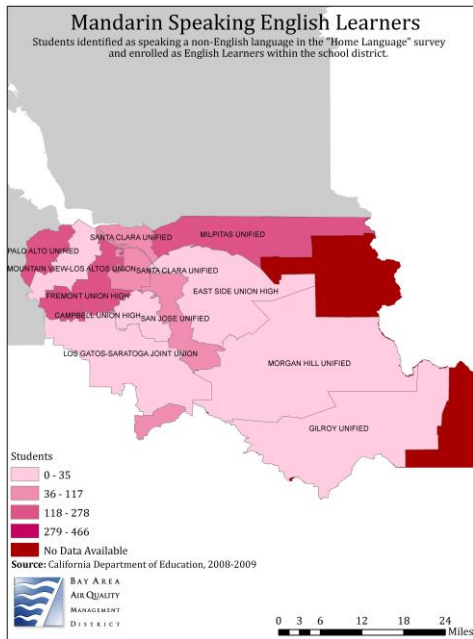 Mandarin Speaking English Learners
Students identified as speaking a non-English language in the "Home Language" survey
and enrolled as English Learners within the school district.
SANTA CLARA UNIFIED
MILPITAS UNIFIED
PALO ALTO UNIFIED
MOUNTAIN VIEW-LOS ALTOS UNION
SANTA CLARA UNIFIED
EAST SIDE UNION HIGH
FREMONT UNION HIGH
CAMPBELL UNION HIGH
SAN JOSE UNIFIED
LOS GATOS-SARATOGA JOINT UNION
MORGAN HILL UNIFIED
GILROY UNIFIED
Students
0 - 35
36 - 117
118 - 278
279 - 466
No Data Available
Source: California Department of Education, 2008-2009
BAY AREA
AIR QUALITY
MANAGEMENT
DISTRICT
0 3 6 12 18 24
Miles